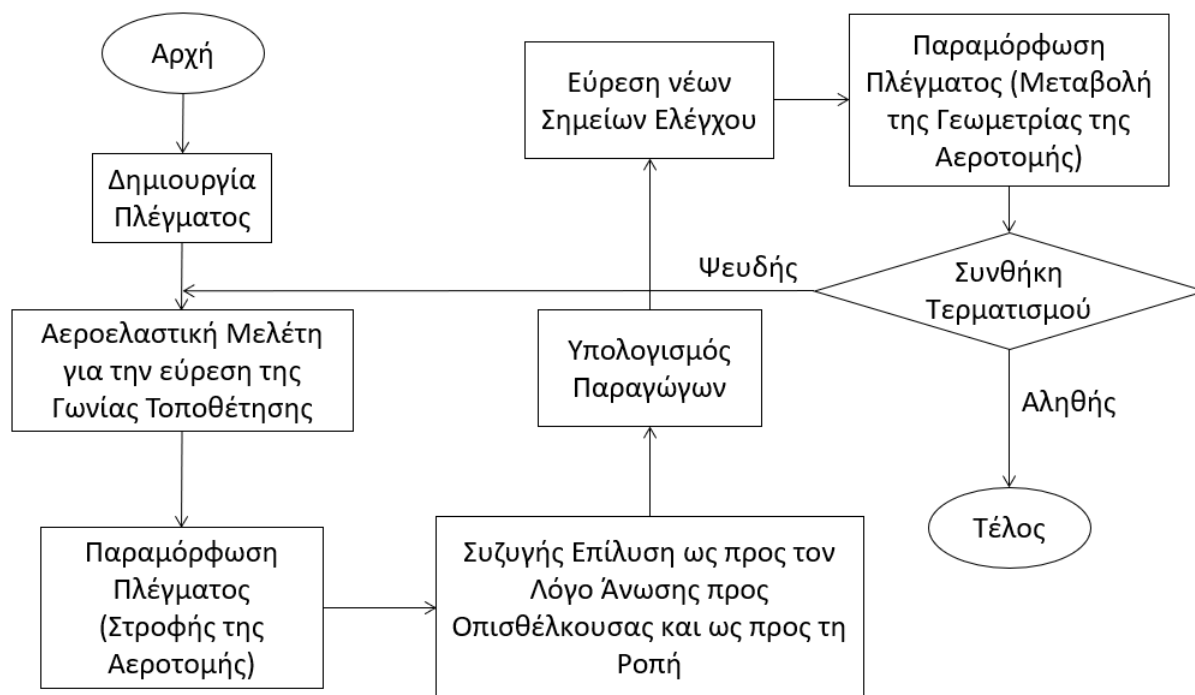 Αρχή
Δημιουργία
Πλέγματος
Αεροελαστική Μελέτη
για την εύρεση της
Γωνίας Τοποθέτησης
Παραμόρφωση
Πλέγματος
(Στροφής της
Αεροτομής)
Συζυγής Επίλυση ως προς τον
Λόγο Άνωσης προς
Οπισθέλκουσας και ως προς τη
Ροπή
Υπολογισμός
Παραγώγων
Εύρεση νέων
Σημείων Ελέγχου
Παραμόρφωση
Πλέγματος (Μεταβολή
της Γεωμετρίας της
Αεροτομής)
Συνθήκη
Τερματισμού
Ψευδής
Αληθής
Τέλος